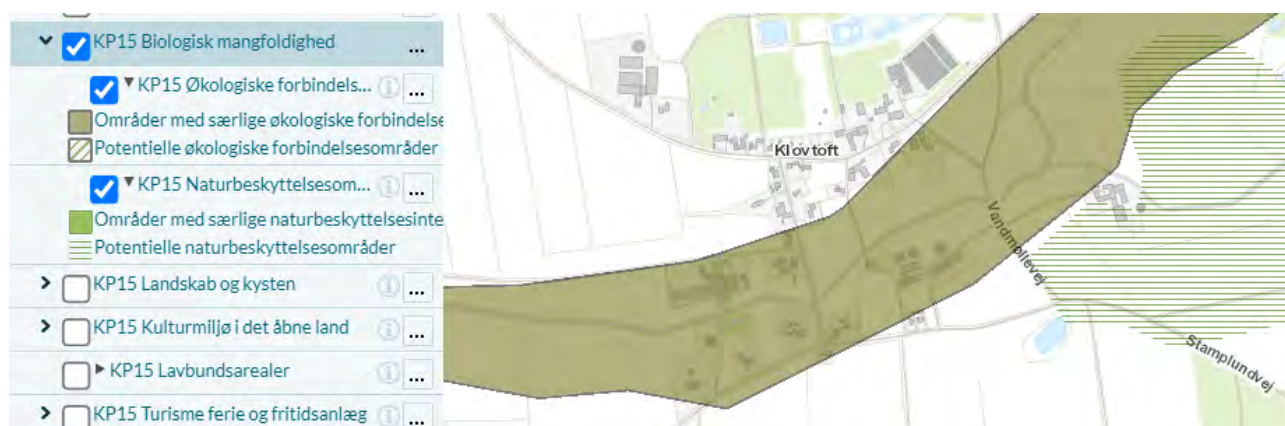 KP15 Biologisk mangfoldighed
...
KP15 Økologiske forbindels...
...
Områder med særlige økologiske forbindelse
Potentielle økologiske forbindelsesområder
KP15 Naturbeskyttelsesom...
...
Områder med særlige naturbeskyttelsesinte
Potentielle naturbeskyttelsesområder
KP15 Landskab og kysten
...
KP15 Kulturmiljø i det åbne land
...
KP15 Lavbundsarealer
...
KP15 Turisme ferie og fritidsanlæg
...
Klovtoft
Vandmøllevej
Stamplundvej